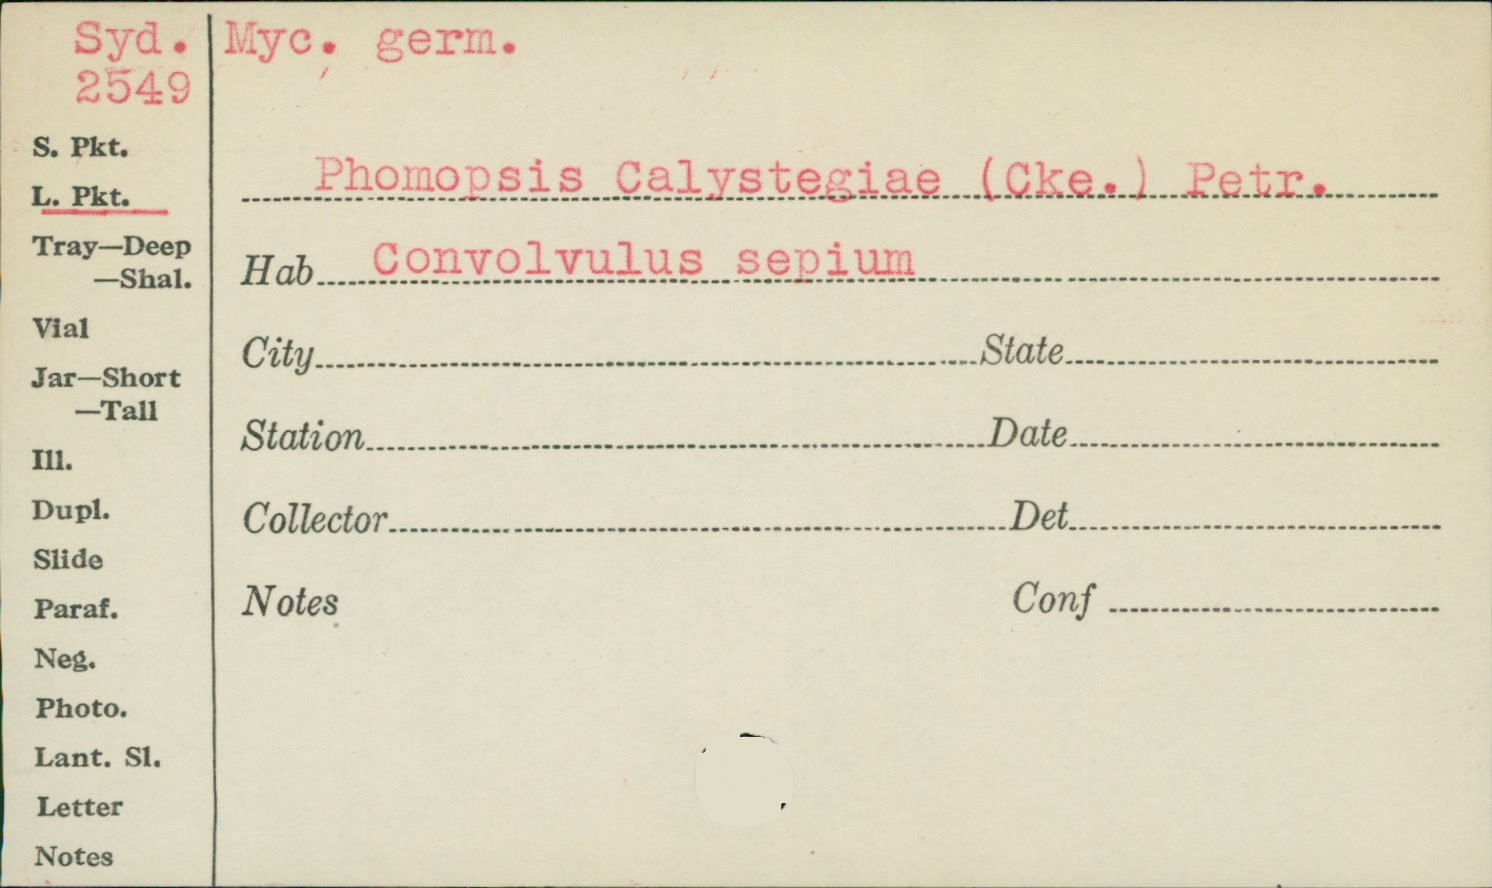 Syd. Myc. germ.
2549
S. Pkt.
L. Pkt.
Tray—Deep
—Shal.
Vial
Jar—Short
—Tall
Ill.
Dupl.
Slide
Paraf.
Neg.
Photo.
Lant. Sl.
Letter
Notes
Phomopsis Calystegiae (Cke.) Petr.
Hab Convolvulus sepium
City State
Station Date
Collector Det
Notes Conf